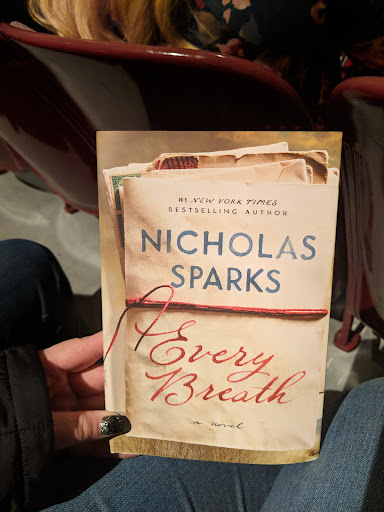 #1 NEW YORK TIMES
BESTSELLING AUTHOR
NICHOLAS
SPARKS
Every
Breath
a novel